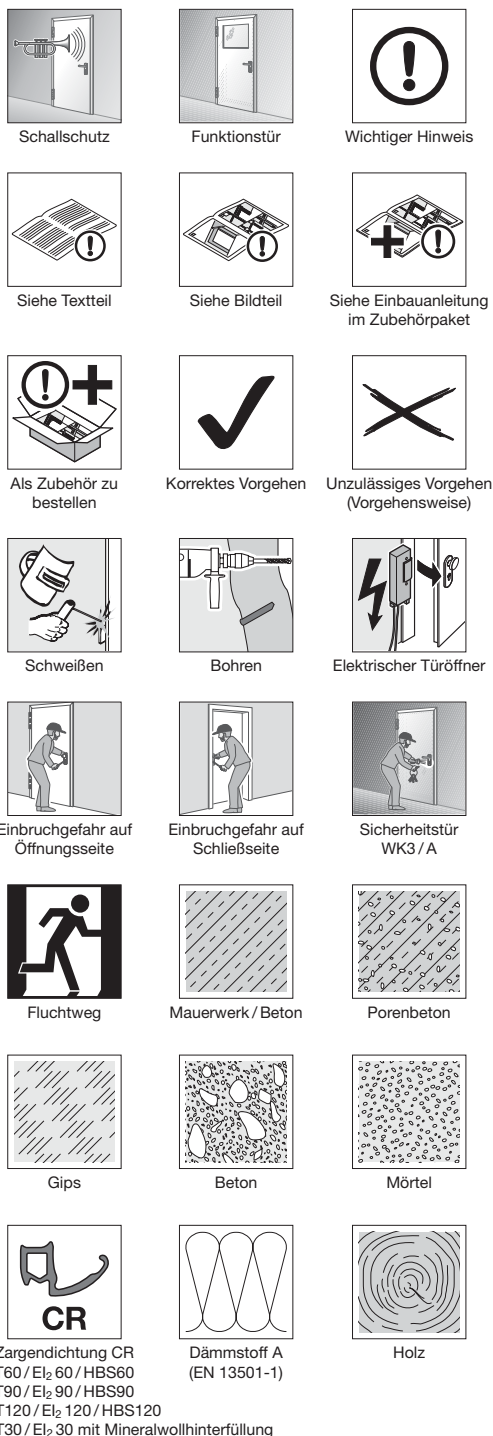 Schallschutz
Funktionstür
Wichtiger Hinweis
Siehe Textteil
Siehe Bildteil
Siehe Einbauanleitung
im Zubehörpaket
Als Zubehör zu
bestellen
Korrektes Vorgehen
Unzulässiges Vorgehen
(Vorgehensweise)
Schweißen
Bohren
Elektrischer Türöffner
Einbruchgefahr auf
Öffnungsseite
Einbruchgefahr auf
Schließseite
Sicherheitstür
WK3 / A
Fluchtweg
Mauerwerk / Beton
Porenbeton
Gips
Beton
Mörtel
CR
Zargendichtung CR
T60 / EI₂ 60 / HBS60
T90 / EI₂ 90 / HBS90
T120 / EI₂ 120 / HBS120
T30 / EI₂ 30 mit Mineralwollhinterfüllung
Dämmstoff A
(EN 13501-1)
Holz